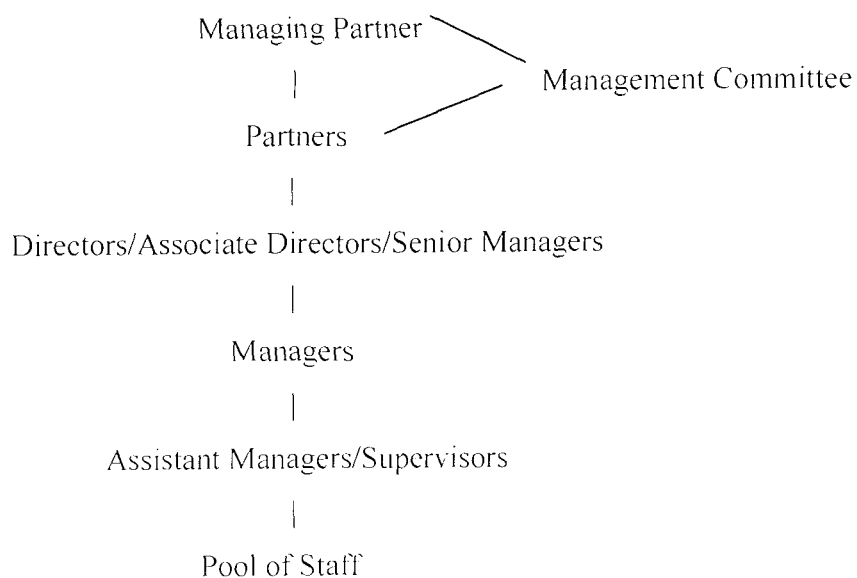 Managing Partner
Management Committee
Partners
Directors/Associate Directors/Senior Managers
Managers
Assistant Managers/Supervisors
Pool of Staff